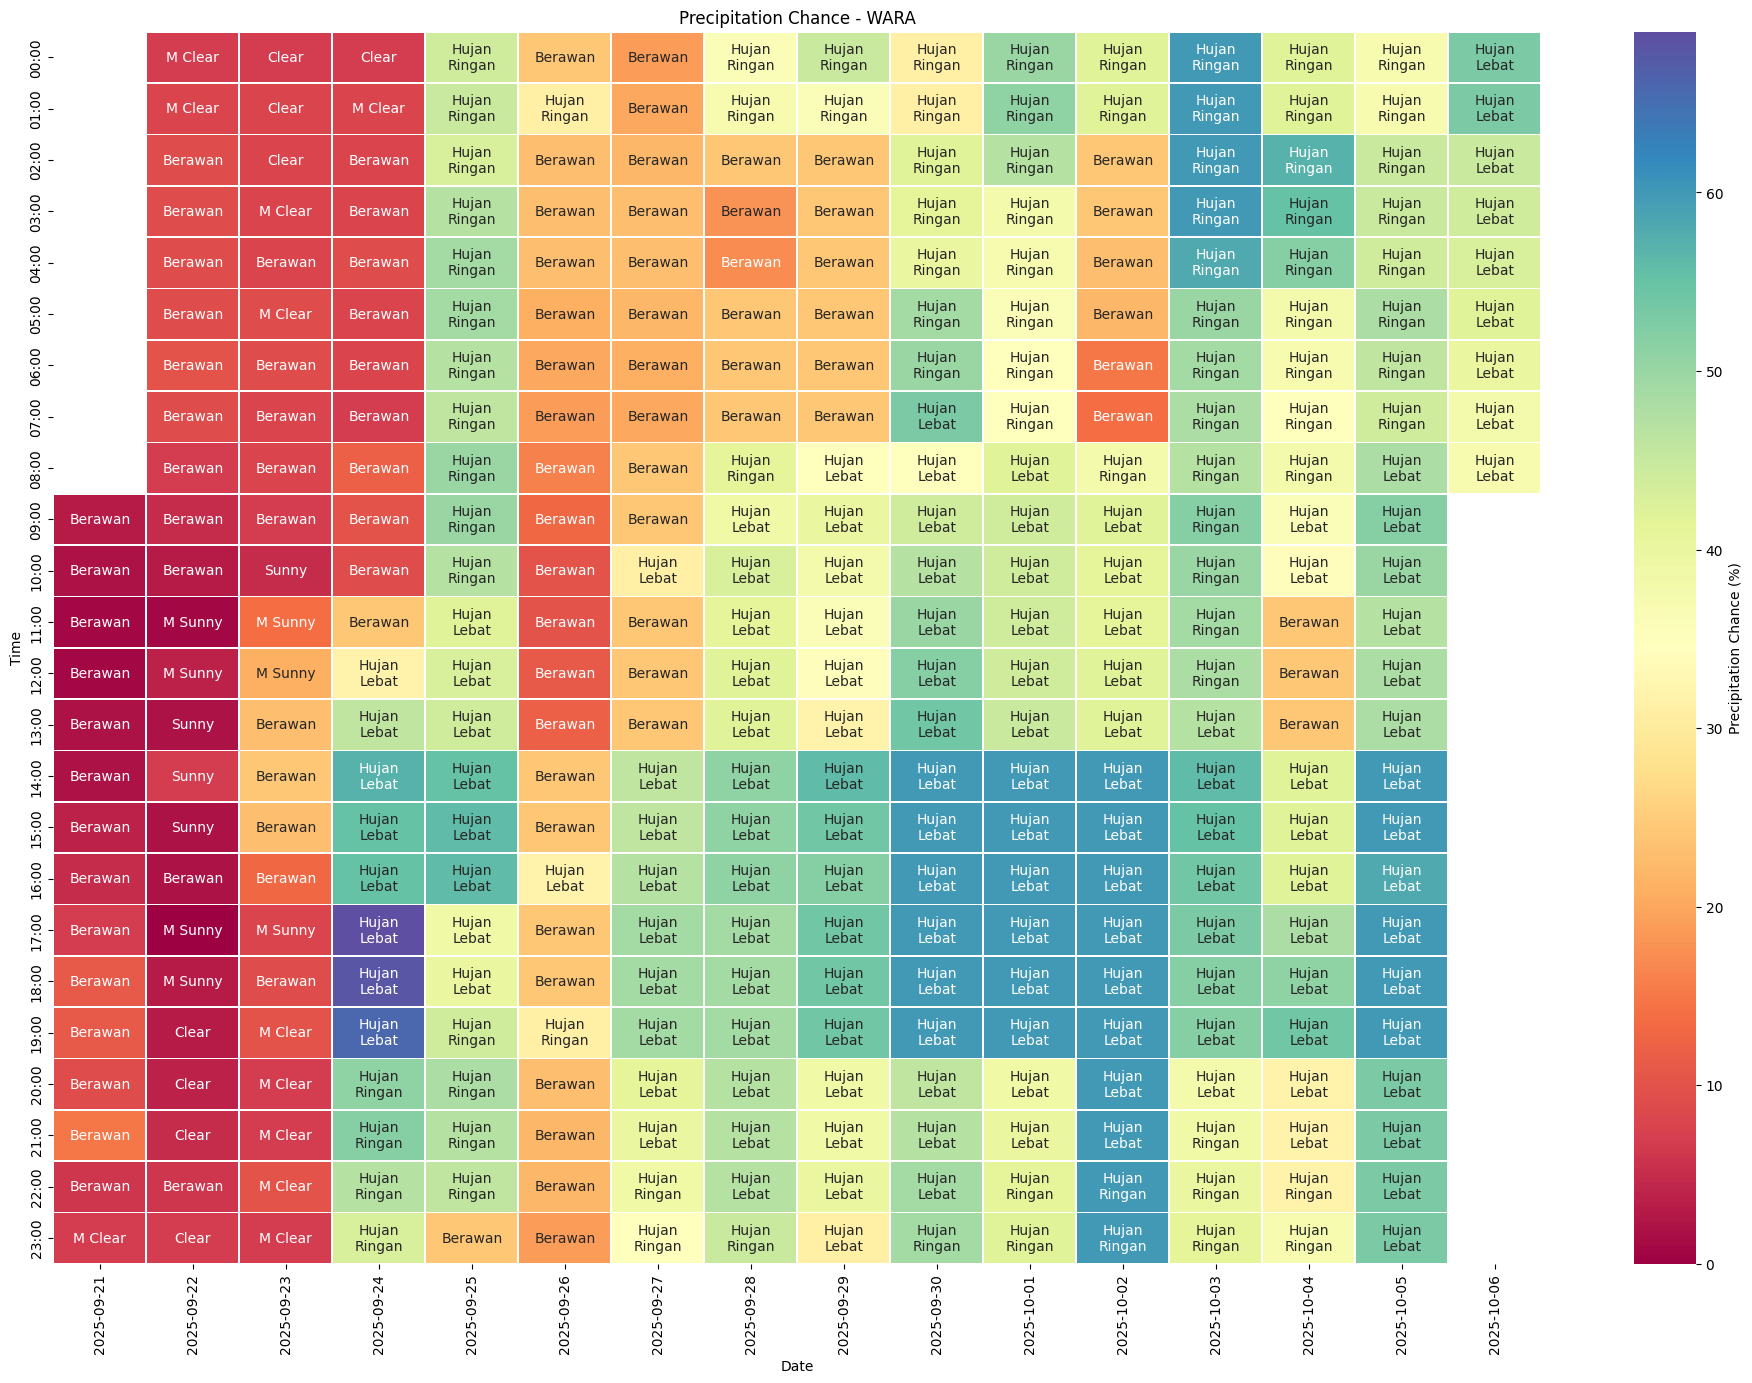 Precipitation Chance - WARA
00:00 M Clear Clear Clear Hujan Ringan Berawan Berawan Hujan Ringan Hujan Ringan Hujan Ringan Hujan Ringan Hujan Ringan Hujan Ringan Hujan Ringan Hujan Ringan Hujan Lebat
01:00 M Clear Clear M Clear Hujan Ringan Hujan Ringan Berawan Hujan Ringan Hujan Ringan Hujan Ringan Hujan Ringan Hujan Ringan Hujan Ringan Hujan Ringan Hujan Ringan Hujan Lebat
02:00 Berawan Clear Berawan Hujan Ringan Berawan Berawan Berawan Berawan Hujan Ringan Hujan Ringan Berawan Hujan Ringan Hujan Ringan Hujan Ringan Hujan Lebat
03:00 Berawan M Clear Berawan Hujan Ringan Berawan Berawan Berawan Berawan Hujan Ringan Hujan Ringan Berawan Hujan Ringan Hujan Ringan Hujan Ringan Hujan Lebat
04:00 Berawan Berawan Berawan Hujan Ringan Berawan Berawan Berawan Berawan Hujan Ringan Hujan Ringan Berawan Hujan Ringan Hujan Ringan Hujan Ringan Hujan Lebat
05:00 Berawan M Clear Berawan Hujan Ringan Berawan Berawan Berawan Berawan Hujan Ringan Hujan Ringan Berawan Hujan Ringan Hujan Ringan Hujan Ringan Hujan Lebat
06:00 Berawan Berawan Berawan Hujan Ringan Berawan Berawan Berawan Berawan Hujan Ringan Hujan Ringan Berawan Hujan Ringan Hujan Ringan Hujan Ringan Hujan Lebat
07:00 Berawan Berawan Berawan Hujan Ringan Berawan Berawan Berawan Berawan Hujan Lebat Hujan Ringan Berawan Hujan Ringan Hujan Ringan Hujan Ringan Hujan Lebat
08:00 Berawan Berawan Berawan Hujan Ringan Berawan Berawan Hujan Ringan Hujan Lebat Hujan Lebat Hujan Lebat Hujan Ringan Hujan Ringan Hujan Ringan Hujan Lebat Hujan Lebat
09:00 Berawan Berawan Berawan Berawan Hujan Ringan Berawan Berawan Hujan Lebat Hujan Lebat Hujan Lebat Hujan Lebat Hujan Lebat Hujan Ringan Hujan Lebat Hujan Lebat
10:00 Berawan Berawan Sunny Berawan Hujan Ringan Berawan Hujan Lebat Hujan Lebat Hujan Lebat Hujan Lebat Hujan Lebat Hujan Lebat Hujan Ringan Hujan Lebat Hujan Lebat
11:00 Berawan M Sunny M Sunny Berawan Hujan Lebat Berawan Berawan Hujan Lebat Hujan Lebat Hujan Lebat Hujan Lebat Hujan Lebat Hujan Ringan Berawan Hujan Lebat
12:00 Berawan M Sunny M Sunny Hujan Lebat Hujan Lebat Berawan Berawan Hujan Lebat Hujan Lebat Hujan Lebat Hujan Lebat Hujan Lebat Hujan Ringan Berawan Hujan Lebat
13:00 Berawan Sunny Berawan Hujan Lebat Hujan Lebat Berawan Berawan Hujan Lebat Hujan Lebat Hujan Lebat Hujan Lebat Hujan Lebat Hujan Lebat Berawan Hujan Lebat
14:00 Berawan Sunny Berawan Hujan Lebat Hujan Lebat Berawan Hujan Lebat Hujan Lebat Hujan Lebat Hujan Lebat Hujan Lebat Hujan Lebat Hujan Lebat Hujan Lebat Hujan Lebat
15:00 Berawan Sunny Berawan Hujan Lebat Hujan Lebat Berawan Hujan Lebat Hujan Lebat Hujan Lebat Hujan Lebat Hujan Lebat Hujan Lebat Hujan Lebat Hujan Lebat Hujan Lebat
16:00 Berawan Berawan Berawan Hujan Lebat Hujan Lebat Hujan Lebat Hujan Lebat Hujan Lebat Hujan Lebat Hujan Lebat Hujan Lebat Hujan Lebat Hujan Lebat Hujan Lebat Hujan Lebat
17:00 Berawan M Sunny M Sunny Hujan Lebat Hujan Lebat Berawan Hujan Lebat Hujan Lebat Hujan Lebat Hujan Lebat Hujan Lebat Hujan Lebat Hujan Lebat Hujan Lebat Hujan Lebat
18:00 Berawan M Sunny Berawan Hujan Lebat Hujan Lebat Berawan Hujan Lebat Hujan Lebat Hujan Lebat Hujan Lebat Hujan Lebat Hujan Lebat Hujan Lebat Hujan Lebat Hujan Lebat
19:00 Berawan Clear M Clear Hujan Lebat Hujan Ringan Hujan Ringan Hujan Lebat Hujan Lebat Hujan Lebat Hujan Lebat Hujan Lebat Hujan Lebat Hujan Lebat Hujan Lebat Hujan Lebat
20:00 Berawan Clear M Clear Hujan Ringan Hujan Ringan Berawan Hujan Lebat Hujan Lebat Hujan Lebat Hujan Lebat Hujan Lebat Hujan Lebat Hujan Lebat Hujan Lebat Hujan Lebat
21:00 Berawan Clear M Clear Hujan Ringan Hujan Ringan Berawan Hujan Lebat Hujan Lebat Hujan Lebat Hujan Lebat Hujan Lebat Hujan Lebat Hujan Ringan Hujan Lebat Hujan Lebat
22:00 Berawan Berawan M Clear Hujan Ringan Hujan Ringan Berawan Hujan Ringan Hujan Lebat Hujan Lebat Hujan Lebat Hujan Ringan Hujan Ringan Hujan Ringan Hujan Ringan Hujan Lebat
23:00 M Clear Clear M Clear Hujan Ringan Berawan Berawan Hujan Ringan Hujan Ringan Hujan Lebat Hujan Ringan Hujan Ringan Hujan Ringan Hujan Ringan Hujan Ringan Hujan Lebat
Time
2025-09-21 2025-09-22 2025-09-23 2025-09-24 2025-09-25 2025-09-26 2025-09-27 2025-09-28 2025-09-29 2025-09-30 2025-10-01 2025-10-02 2025-10-03 2025-10-04 2025-10-05 2025-10-06
Date
60
50
40
30
20
10
0
Precipitation Chance (%)